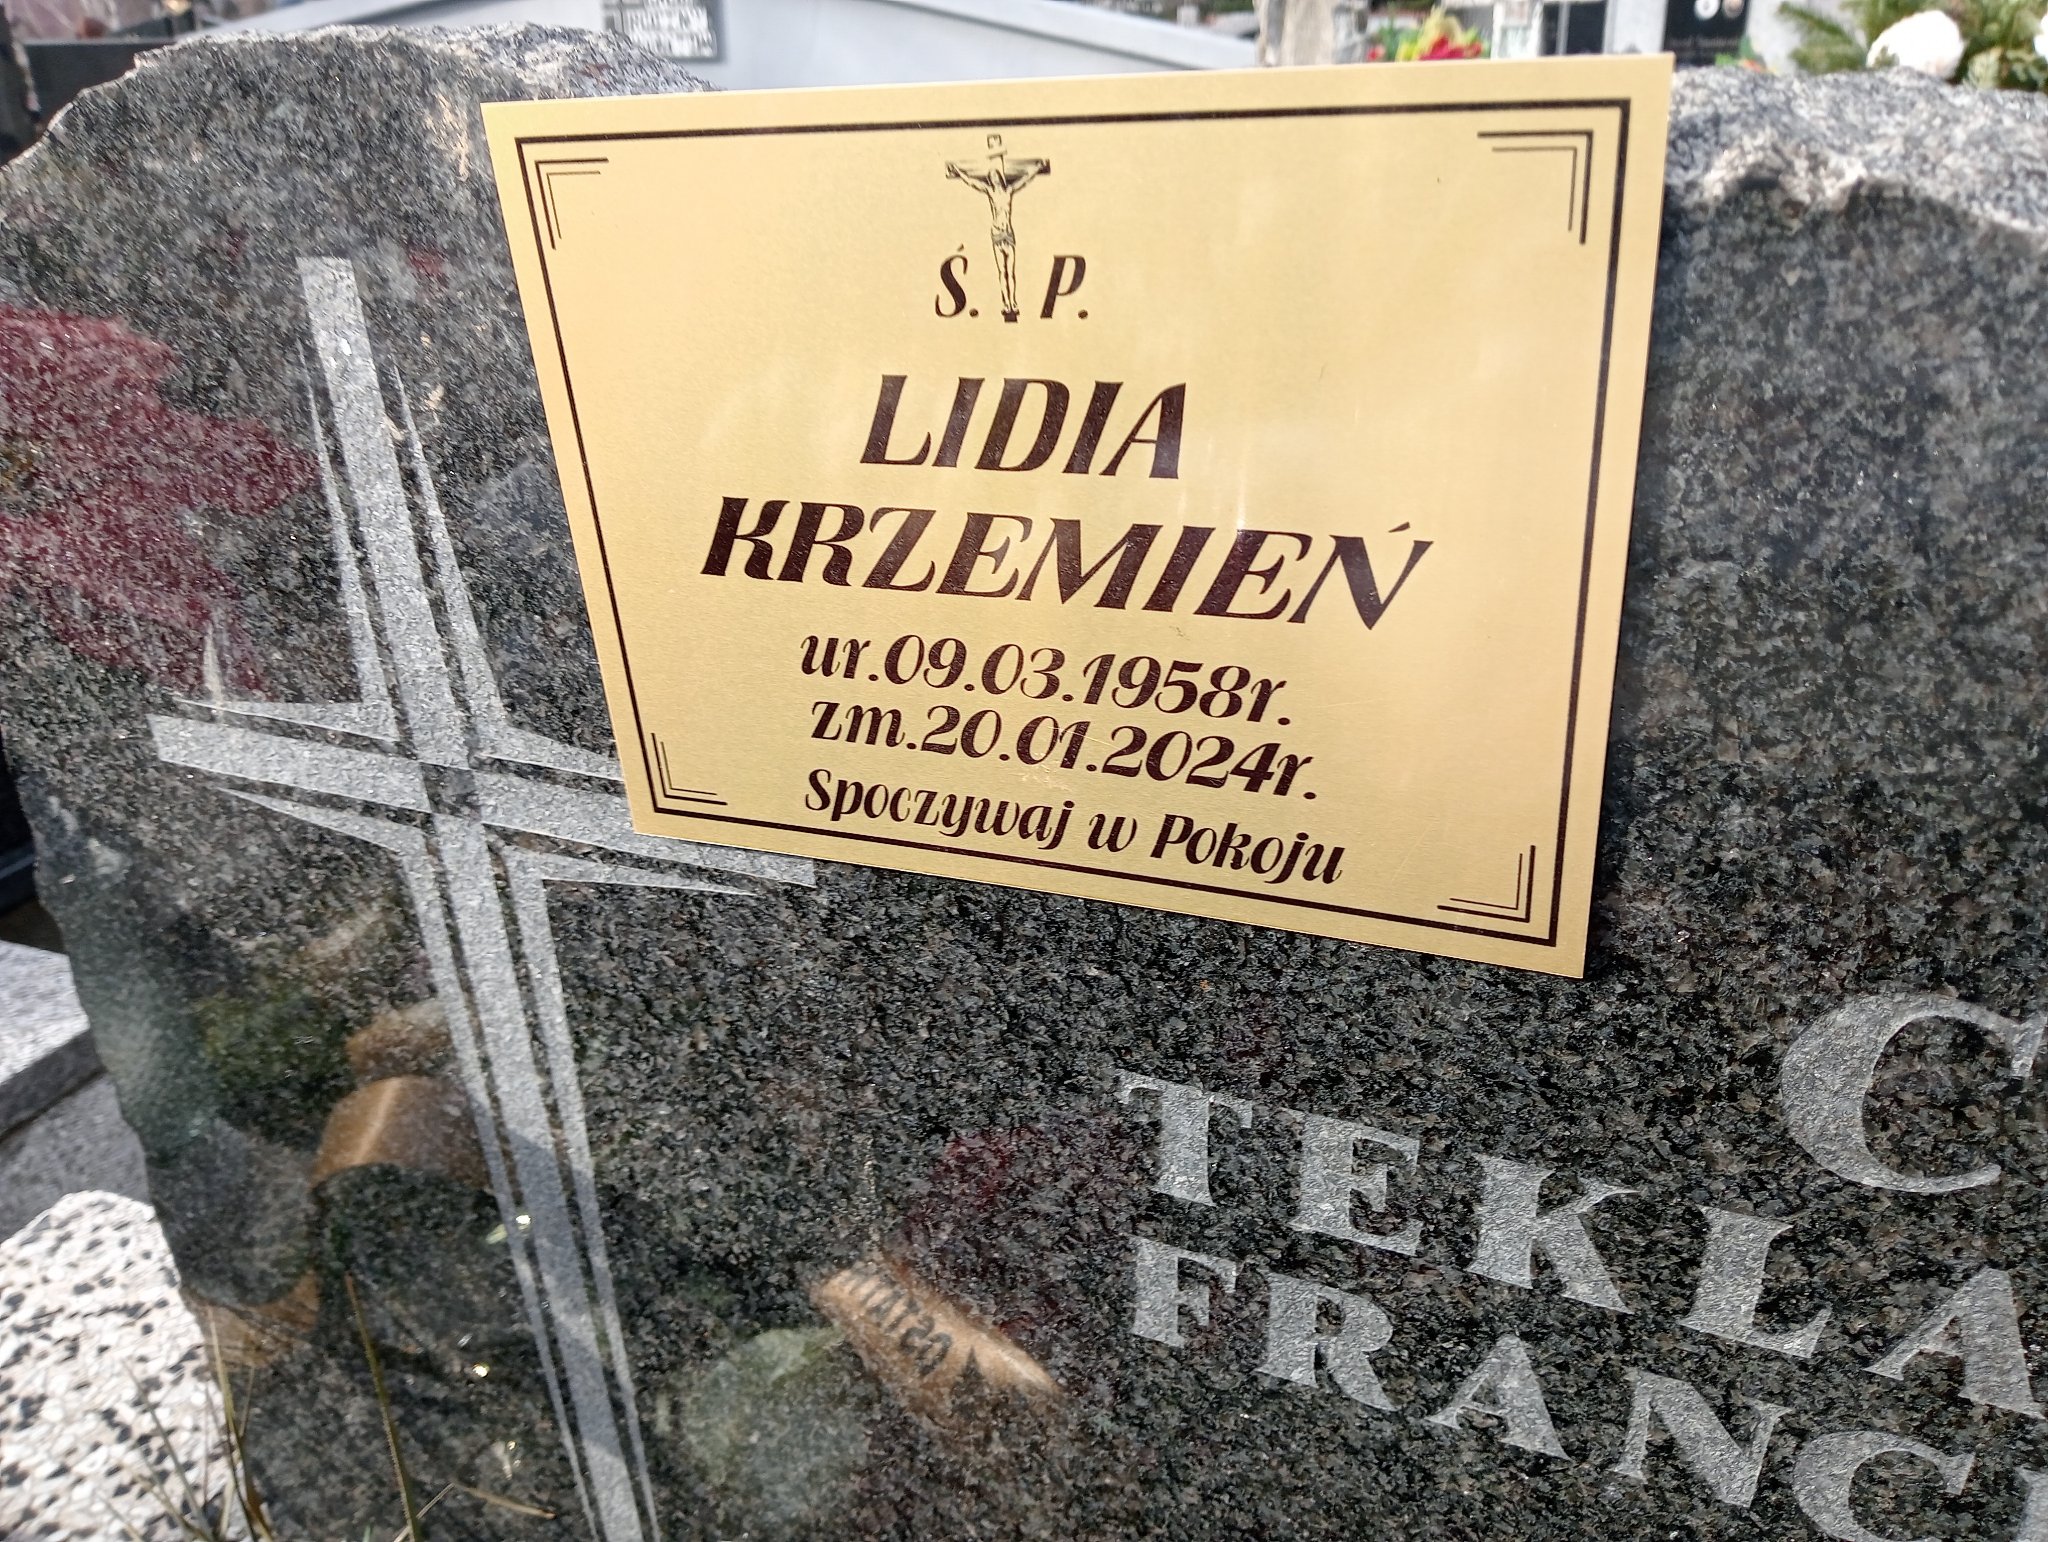 Ś. P.
LIDIA
KRZEMIEŃ
ur.09.03.1958r.
zm.20.01.2024r.
Spoczywaj w Pokoju
TEKLA